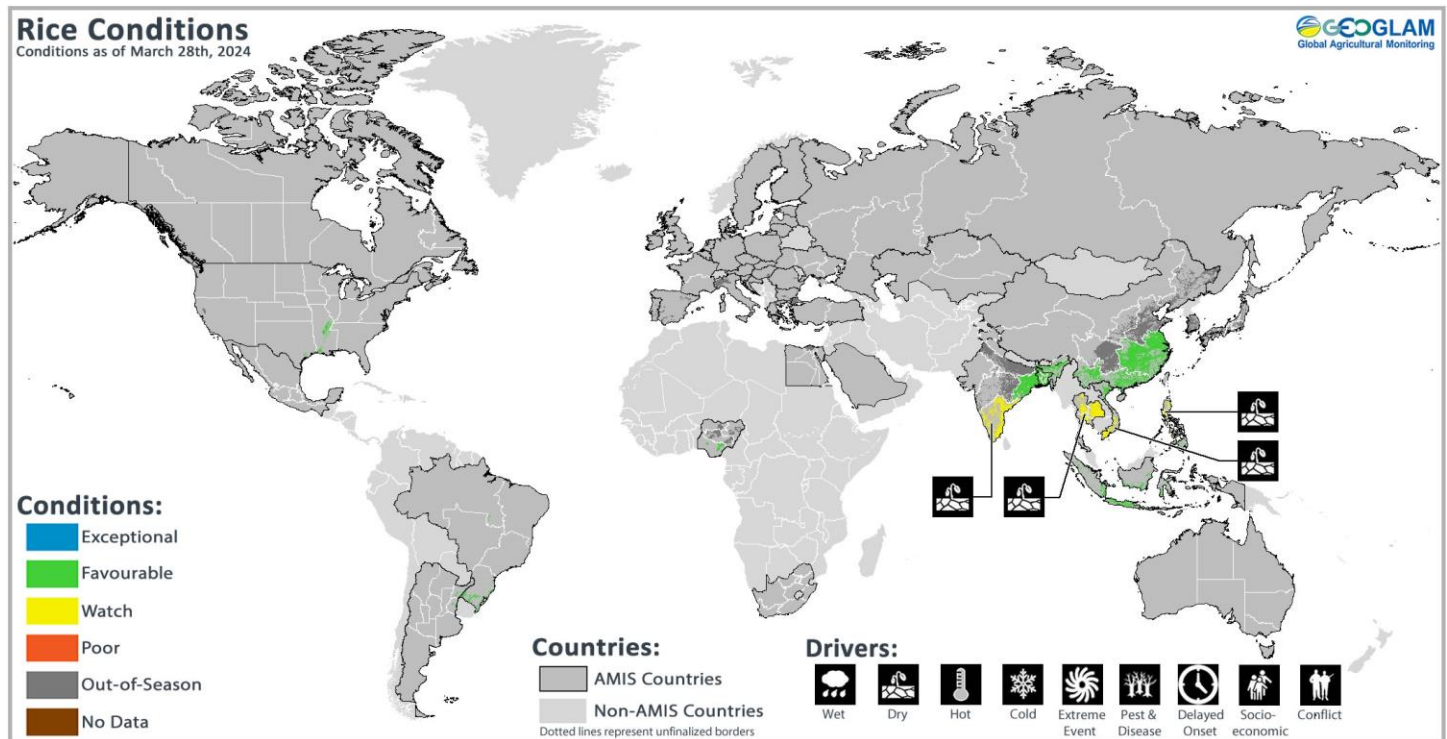 Rice Conditions
Conditions as of March 28th, 2024
GEOGLAM
Global Agricultural Monitoring
Conditions:
Exceptional
Favourable
Watch
Poor
Out-of-Season
No Data
Countries:
AMIS Countries
Non-AMIS Countries
Dotted lines represent unfinalized borders
Drivers:
Wet
Dry
Hot
Cold
Extreme
Event
Pest &
Disease
Delayed
Onset
Socio-
economic
Conflict